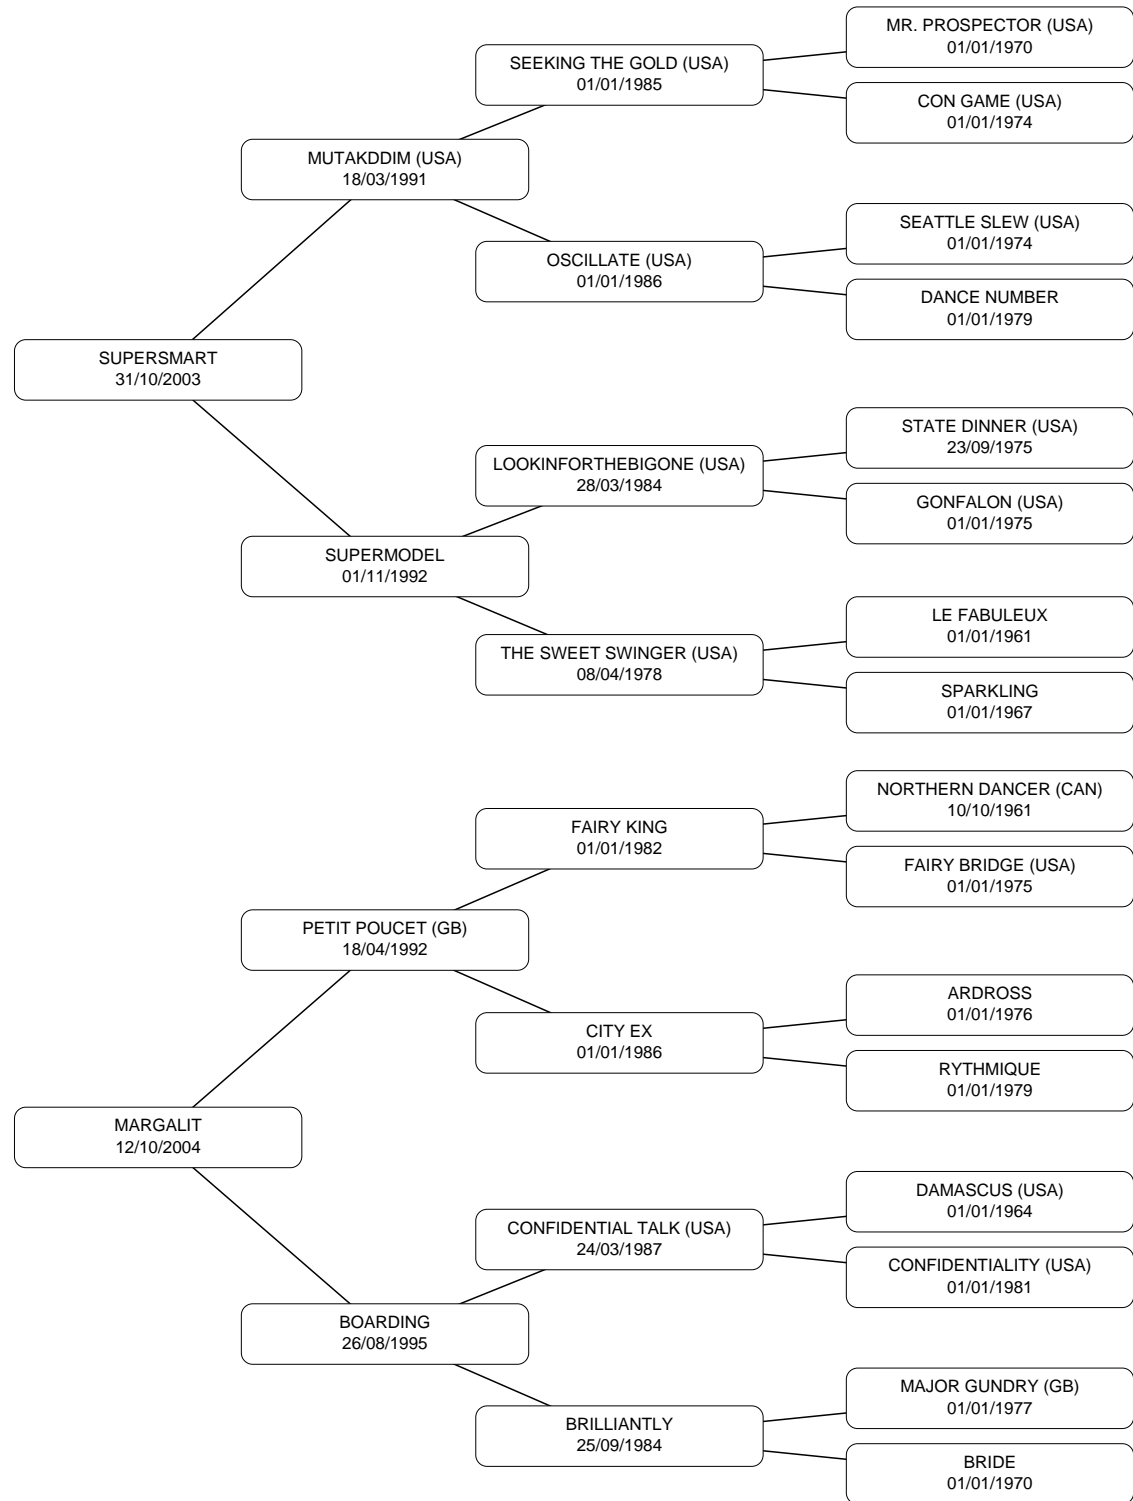 MR. PROSPECTOR (USA)
01/01/1970
SEEKING THE GOLD (USA)
01/01/1985
CON GAME (USA)
01/01/1974
MUTAKDDIM (USA)
18/03/1991
SEATTLE SLEW (USA)
01/01/1974
OSCILLATE (USA)
01/01/1986
DANCE NUMBER
01/01/1979
SUPERSMART
31/10/2003
STATE DINNER (USA)
23/09/1975
LOOKINFORTHEBIGONE (USA)
28/03/1984
GONFALON (USA)
01/01/1975
SUPERMODEL
01/11/1992
LE FABULEUX
01/01/1961
THE SWEET SWINGER (USA)
08/04/1978
SPARKLING
01/01/1967
NORTHERN DANCER (CAN)
10/10/1961
FAIRY KING
01/01/1982
FAIRY BRIDGE (USA)
01/01/1975
PETIT POUCET (GB)
18/04/1992
ARDROSS
01/01/1976
CITY EX
01/01/1986
RYTHMIQUE
01/01/1979
MARGALIT
12/10/2004
DAMASCUS (USA)
01/01/1964
CONFIDENTIAL TALK (USA)
24/03/1987
CONFIDENTIALITY (USA)
01/01/1981
BOARDING
26/08/1995
MAJOR GUNDRY (GB)
01/01/1977
BRILLIANTLY
25/09/1984
BRIDE
01/01/1970